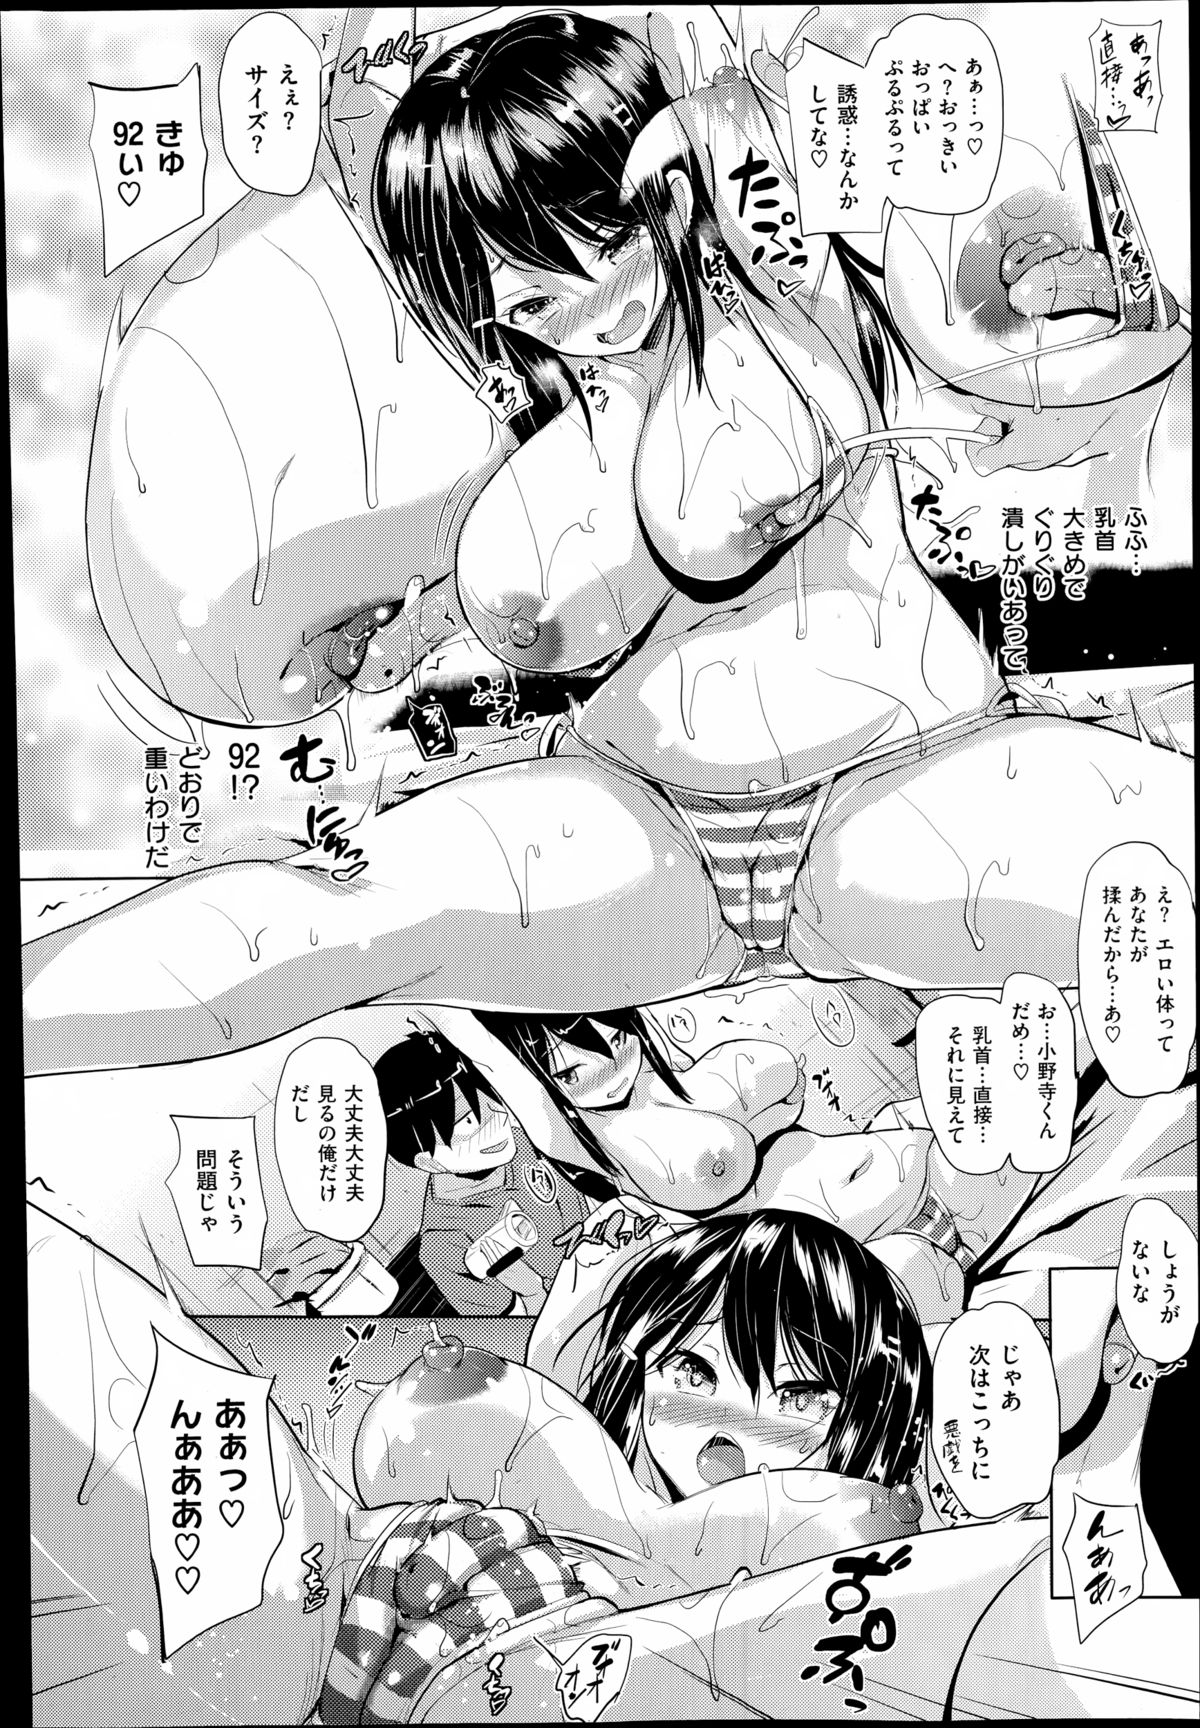 あっあっ
直接…♡
あぁ…っ♡
へ?おっきい
おっぱい
ぷるぷるって
誘惑…なんか
してな♡
ふふ…
乳首
大きめで
ぐりぐり
潰しがいあって
たぷっ
ぱたっ
ええ?
サイズ?
きゅ
92い♡
92!?
どおりで
重いわけだ
む…
にゅっ
え? エロい体って
あなたが
揉んだから…あ♡
お…小野寺くん
だめ…♡
乳首…直接…
それに見えて
大丈夫大丈夫
見るの俺だけ
だし
そういう
問題じゃ
しょうが
ないな
じゃあ
次はこっちに
悪戯を
んああ
あっ
あぁっ♡
んぁああ♡♡
くち
くち